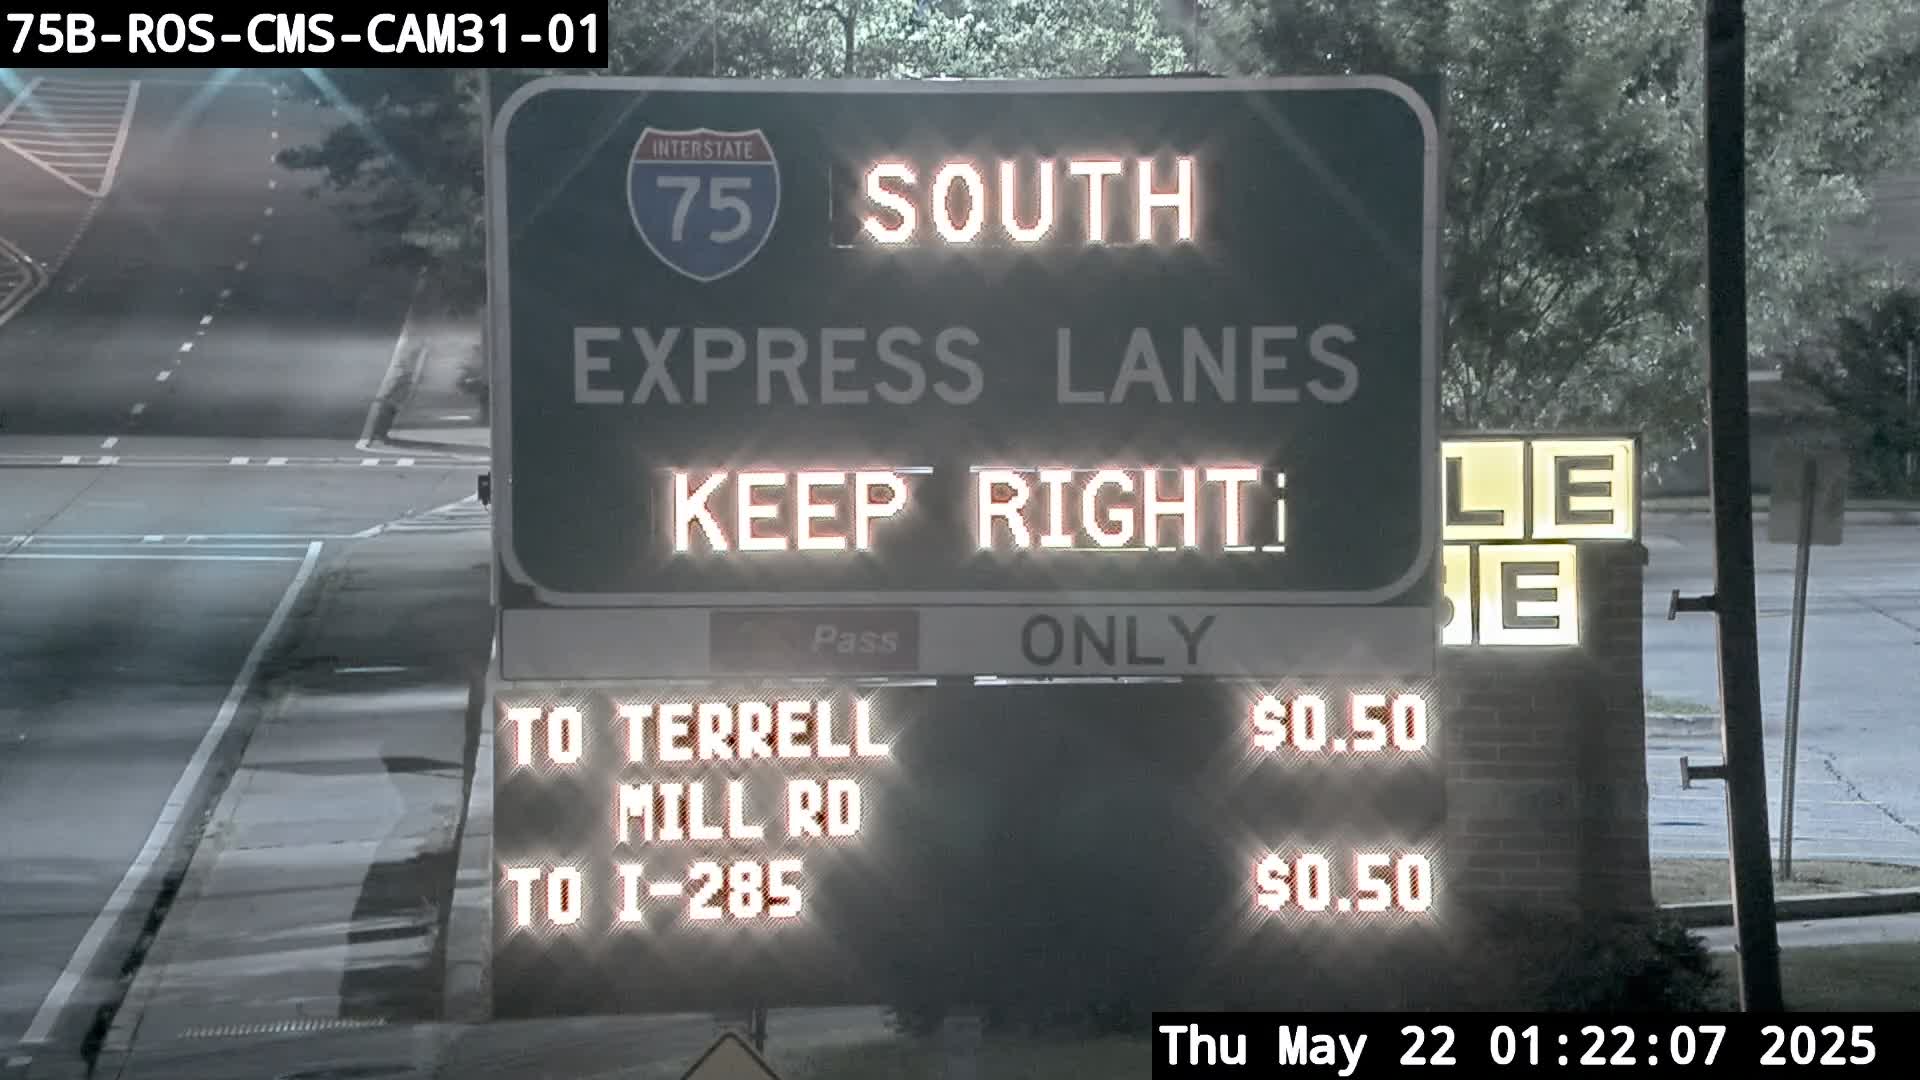 75B-ROS-CMS-CAM31-01
INTERSTATE
75
SOUTH
EXPRESS LANES
KEEP RIGHT
LE
E
Pass ONLY
TO TERRELL $0.50
MILL RD
TO I-285 $0.50
Thu May 22 01:22:07 2025